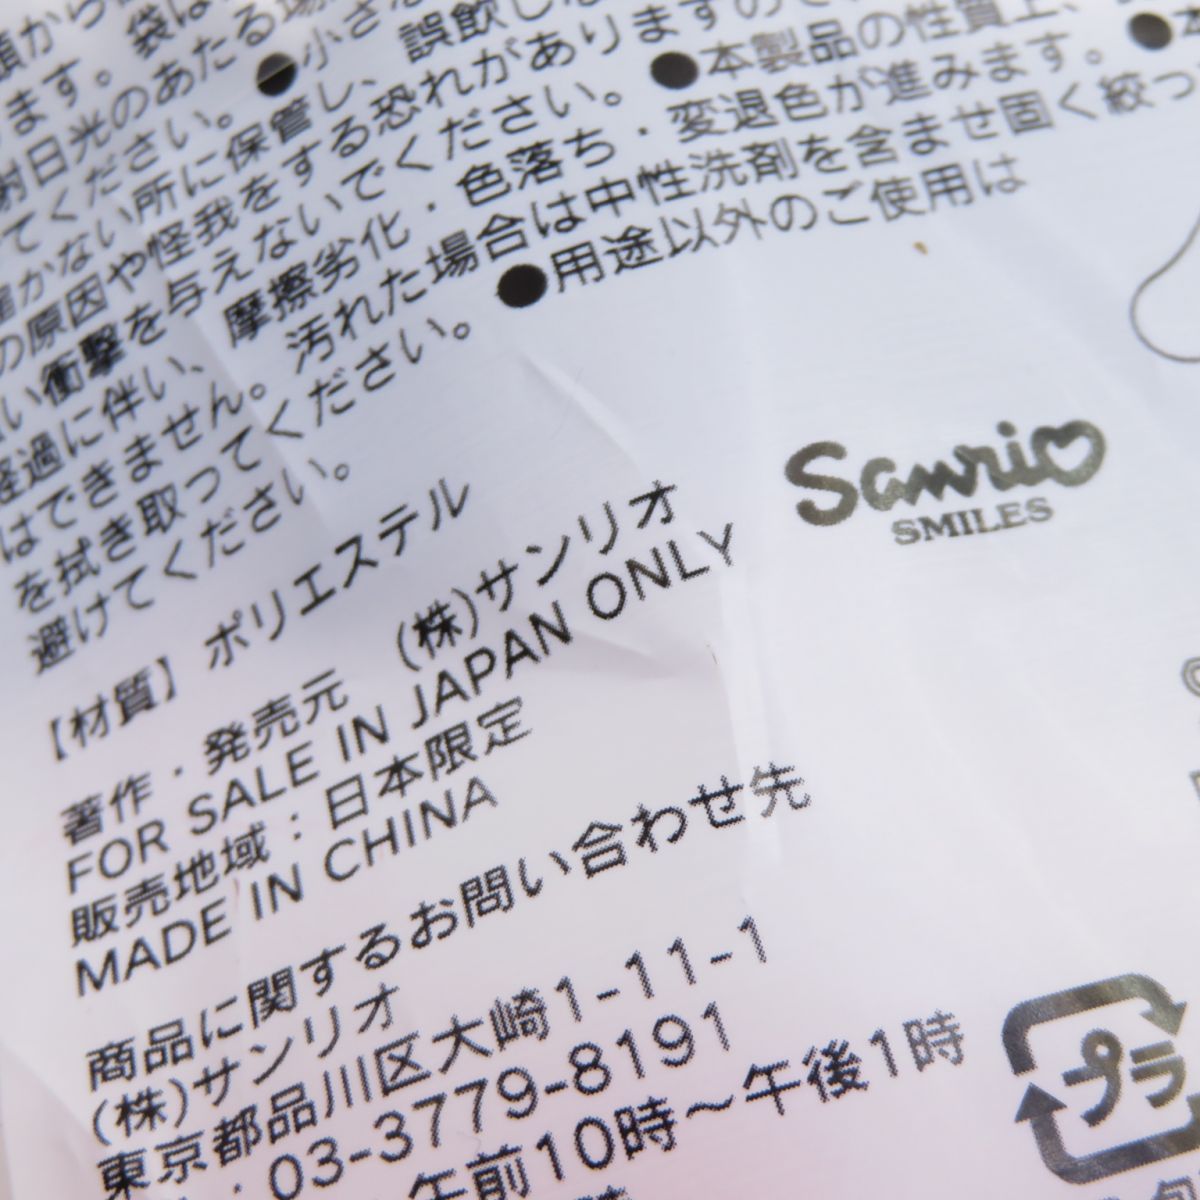 ます。袋は
射日光のあたる場
てください。●小さな
かない所に保管し、誤飲しな
の原因や怪我をする恐れがありますので
い衝撃を与えないでください。●本製品の性質上、
経過に伴い、摩擦劣化・色落ち・変退色が進みます。●本
はできません。汚れた場合は中性洗剤を含ませ固く絞っ
を拭き取ってください。●用途以外のご使用は
避けてください。
【材質】ポリエステル
著作・発売元 (株)サンリオ
FOR SALE IN JAPAN ONLY
販売地域：日本限定
MADE IN CHINA
Sanrio
SMILES
商品に関するお問い合わせ先
(株)サンリオ
東京都品川区大崎1-11-1
03-3779-8191
午前10時～午後1時
プラ